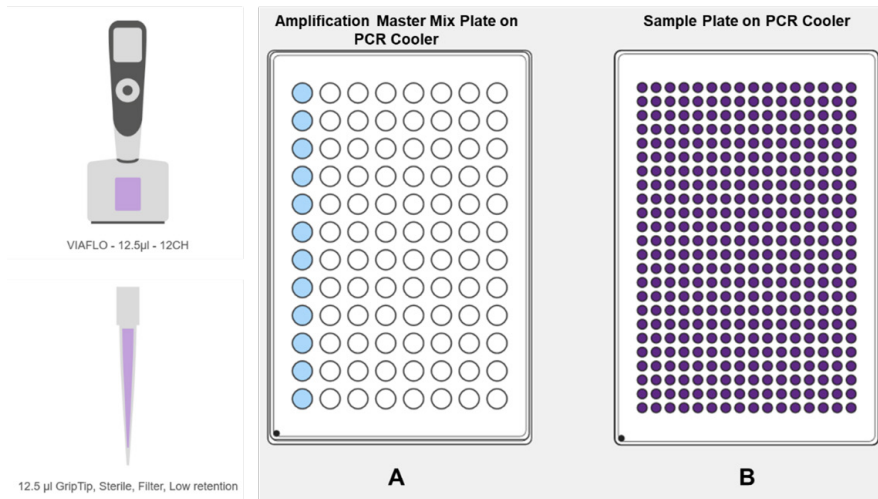 Amplification Master Mix Plate on
PCR Cooler
Sample Plate on PCR Cooler
VIAFLO - 12.5µl - 12CH
12.5 µl GripTip, Sterile, Filter, Low retention
A
B